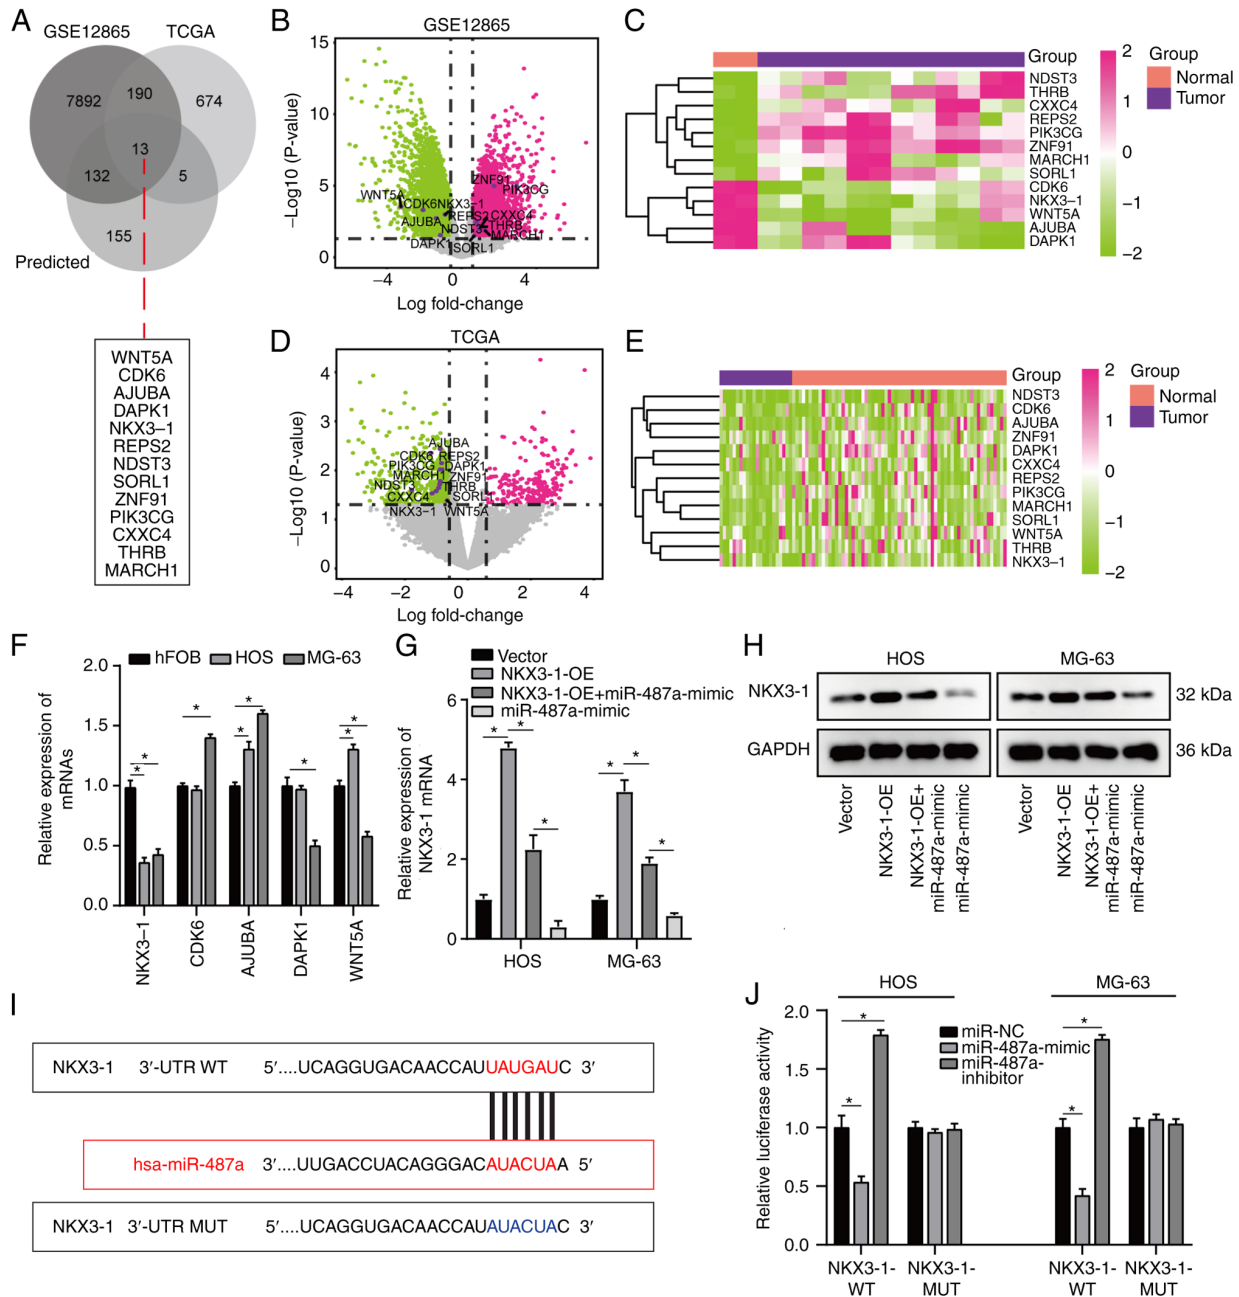 A
GSE12865
TCGA
7892
190
674
13
132
5
155
Predicted
WNT5A
CDK6
AJUBA
DAPK1
NKX3–1
REPS2
NDST3
SORL1
ZNF91
PIK3CG
CXXC4
THRB
MARCH1
B
GSE12865
15
10
5
0
–Log10 (P-value)
ZNF91
PIK3CG
WNT5A
CDK6
NKX3–1
REPS2
CXXC4
AJUBA
NDST3
THRB
MARCH1
DAPK1
SORL1
–4
0
4
Log fold-change
C
Group
NDST3
THRB
CXXC4
REPS2
PIK3CG
ZNF91
MARCH1
SORL1
CDK6
NKX3–1
WNT5A
AJUBA
DAPK1
2
1
0
–1
–2
Group
Normal
Tumor
D
TCGA
4
3
2
1
0
–Log10 (P-value)
AJUBA
CDK6
REPS2
PIK3CG
DAPK1
MARCH1
ZNF91
NDST3
THRB
CXXC4
SORL1
NKX3–1
WNT5A
–4
–2
0
2
4
Log fold-change
E
Group
NDST3
CDK6
AJUBA
ZNF91
DAPK1
CXXC4
REPS2
PIK3CG
MARCH1
SORL1
WNT5A
THRB
NKX3–1
2
1
0
–1
–2
Group
Normal
Tumor
F
hFOB HOS MG-63
2.0
1.5
1.0
0.5
0.0
Relative expression of
mRNAs
* * * * * * * *
NKX3–1
CDK6
AJUBA
DAPK1
WNT5A
G
Vector
NKX3-1-OE
NKX3-1-OE+miR-487a-mimic
miR-487a-mimic
6
4
2
0
Relative expression of
NKX3-1 mRNA
* * * * * *
HOS
MG-63
H
HOS
MG-63
NKX3-1
32 kDa
GAPDH
36 kDa
Vector
NKX3-1-OE
NKX3-1-OE+
miR-487a-mimic
miR-487a-mimic
Vector
NKX3-1-OE
NKX3-1-OE+
miR-487a-mimic
miR-487a-mimic
I
NKX3-1 3′-UTR WT 5′....UCAGGUGACAACCAUUAUGAUC 3′
hsa-miR-487a 3′....UUGACCUACAGGGACAUACUAA 5′
NKX3-1 3′-UTR MUT 5′....UCAGGUGACAACCAUAUACUAC 3′
J
HOS
MG-63
miR-NC
miR-487a-mimic
miR-487a-
inhibitor
2.0
1.5
1.0
0.5
0.0
Relative luciferase activity
* * * *
NKX3-1-
WT
NKX3-1-
MUT
NKX3-1-
WT
NKX3-1-
MUT